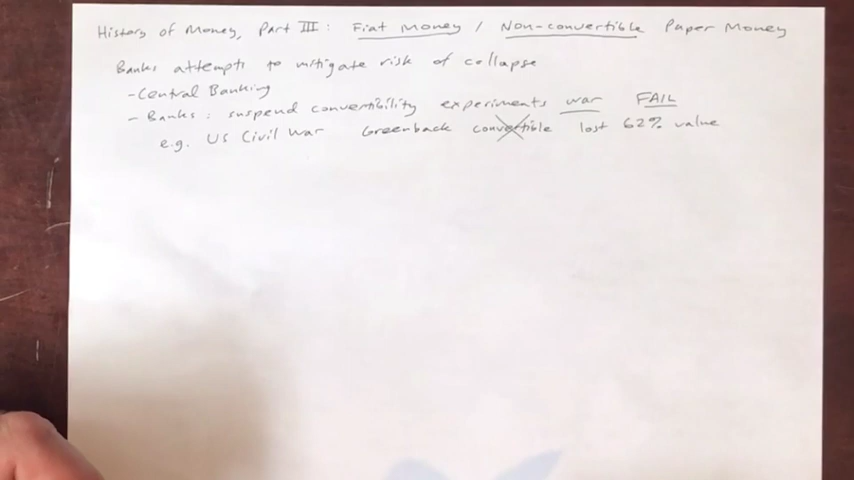 History of Money, Part III: Fiat Money / Non-convertible Paper Money
Banks attempts to mitigate risk of collapse
- Central Banking
- Banks: suspend convertibility experiments war FAIL
e.g. US Civil War Greenback convertible lost 62% value